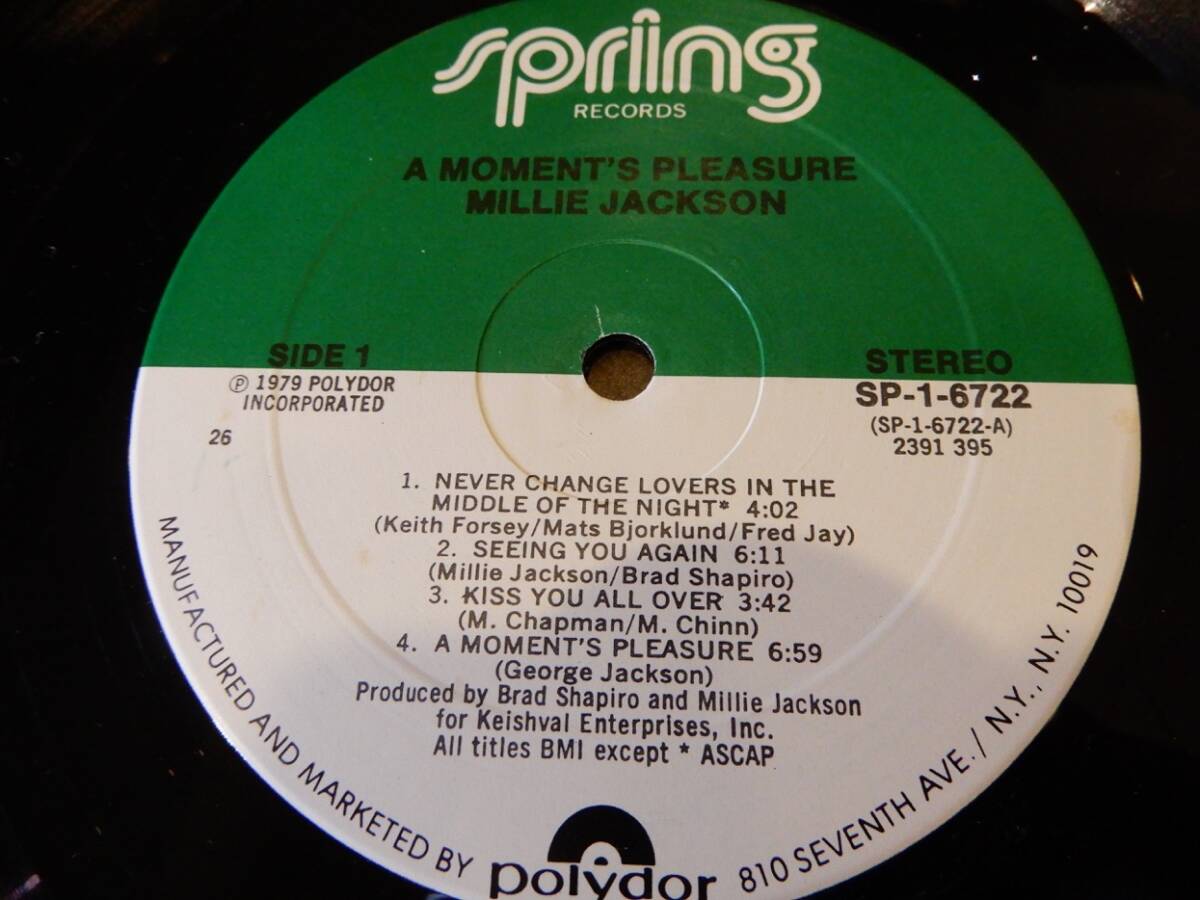 spring
RECORDS
A MOMENT'S PLEASURE
MILLIE JACKSON
SIDE 1
℗ 1979 POLYDOR
INCORPORATED
26
STEREO
SP-1-6722
(SP-1-6722-A)
2391 395
1. NEVER CHANGE LOVERS IN THE
MIDDLE OF THE NIGHT* 4:02
(Keith Forsey/Mats Bjorklund/Fred Jay)
2. SEEING YOU AGAIN 6:11
(Millie Jackson/Brad Shapiro)
3. KISS YOU ALL OVER 3:42
(M. Chapman/M. Chinn)
4. A MOMENT'S PLEASURE 6:59
(George Jackson)
Produced by Brad Shapiro and Millie Jackson
for Keishval Enterprises, Inc.
All titles BMI except * ASCAP
MANUFACTURED AND MARKETED BY polydor 810 SEVENTH AVE. / N.Y., N.Y. 10019